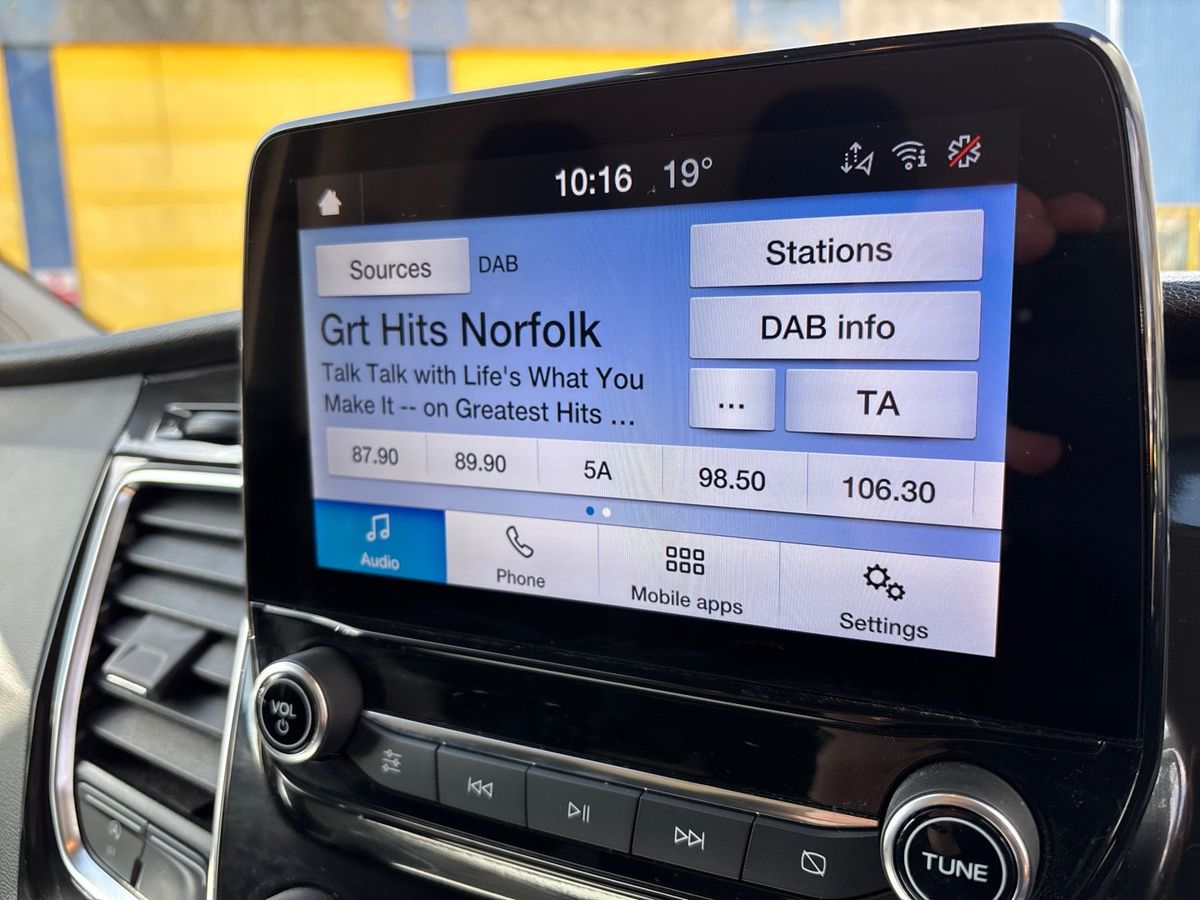 10:16 19°
Sources DAB
Stations
Grt Hits Norfolk
DAB info
Talk Talk with Life's What You
Make It -- on Greatest Hits ...
... TA
87.90 89.90 5A 98.50 106.30
Audio Phone Mobile apps Settings
VOL
TUNE